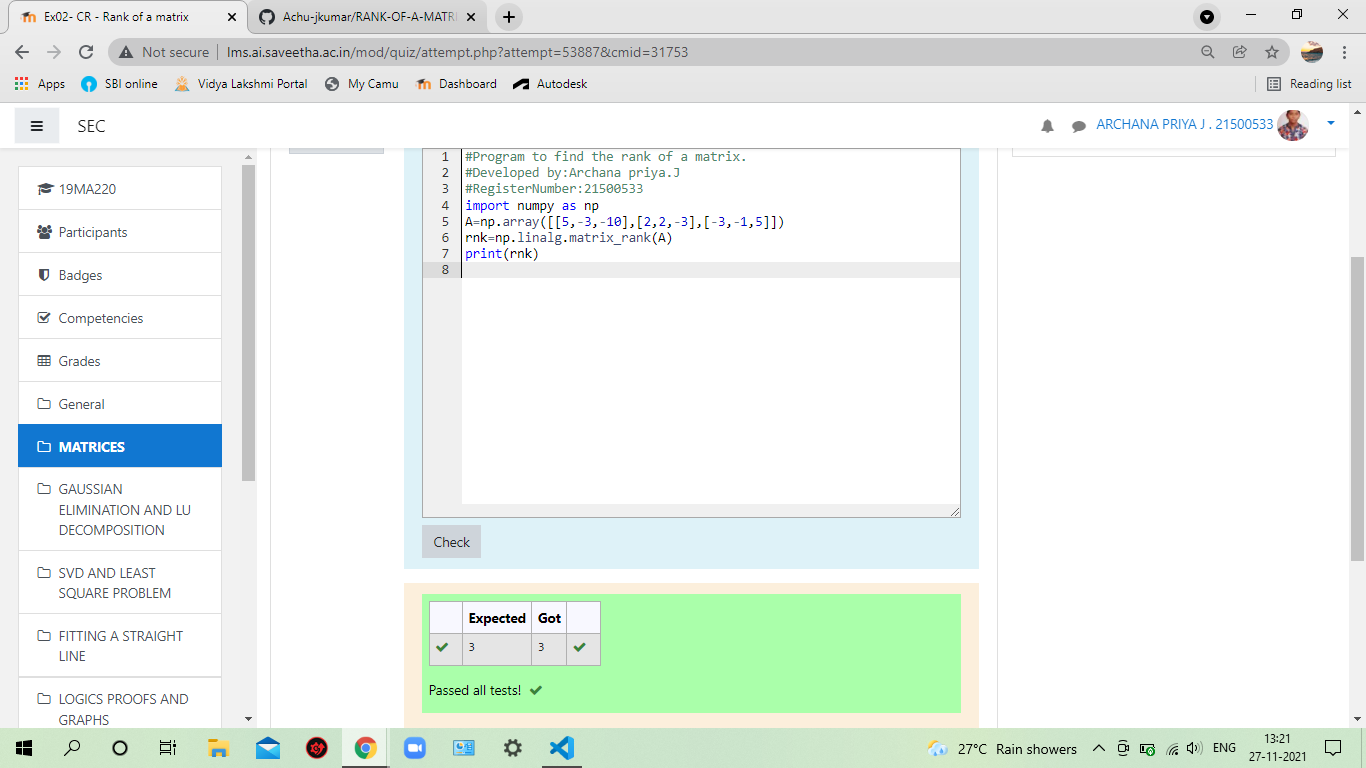 Ex02- CR - Rank of a matrix
Achu-jkumar/RANK-OF-A-MATRI
Not secure
lms.ai.saveetha.ac.in/mod/quiz/attempt.php?attempt=53887&cmid=31753
Apps
SBI online
Vidya Lakshmi Portal
My Camu
Dashboard
Autodesk
Reading list
SEC
ARCHANA PRIYA J . 21500533
19MA220
Participants
Badges
Competencies
Grades
General
MATRICES
GAUSSIAN
ELIMINATION AND LU
DECOMPOSITION
SVD AND LEAST
SQUARE PROBLEM
FITTING A STRAIGHT
LINE
LOGICS PROOFS AND
GRAPHS
1 #Program to find the rank of a matrix.
2 #Developed by:Archana priya.J
3 #RegisterNumber:21500533
4 import numpy as np
5 A=np.array([[5,-3,-10],[2,2,-3],[-3,-1,5]])
6 rnk=np.linalg.matrix_rank(A)
7 print(rnk)
8
Check
Expected Got
3 3
Passed all tests!
27°C Rain showers
ENG
13:21
27-11-2021